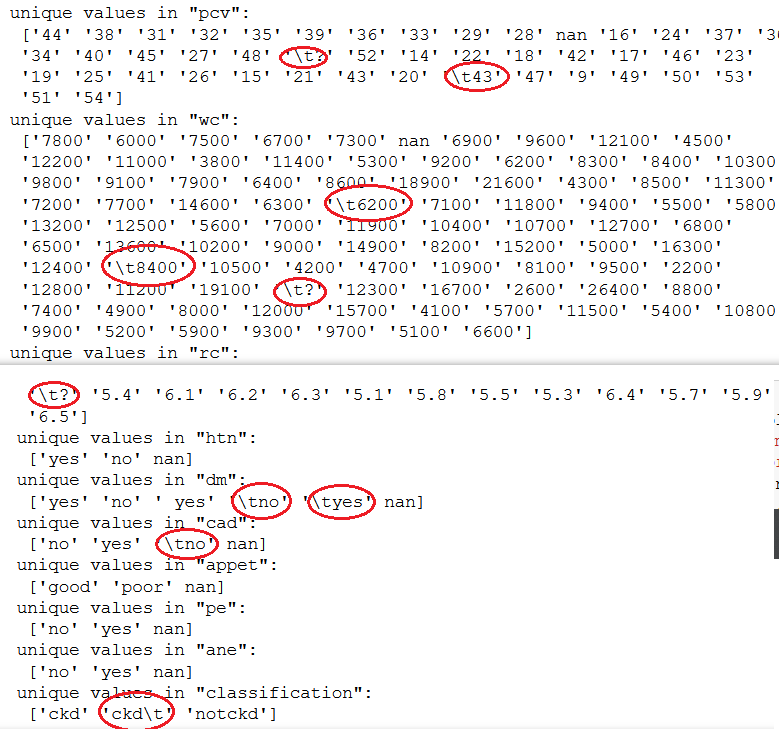 unique values in "pcv":
['44' '38' '31' '32' '35' '39' '36' '33' '29' '28' nan '16' '24' '37'
'34' '40' '45' '27' '48' '\t?' '52' '14' '22' '18' '42' '17' '46' '23'
'19' '25' '41' '26' '15' '21' '43' '20' '\t43' '47' '9' '49' '50' '53'
'51' '54']
unique values in "wc":
['7800' '6000' '7500' '6700' '7300' nan '6900' '9600' '12100' '4500'
'12200' '11000' '3800' '11400' '5300' '9200' '6200' '8300' '8400' '10300
'9800' '9100' '7900' '6400' '8600' '18900' '21600' '4300' '8500' '11300'
'7200' '7700' '14600' '6300' '\t6200' '7100' '11800' '9400' '5500' '5800
'13200' '12500' '5600' '7000' '11900' '10400' '10700' '12700' '6800'
'6500' '13600' '10200' '9000' '14900' '8200' '15200' '5000' '16300'
'12400' '\t8400' '10500' '4200' '4700' '10900' '8100' '9500' '2200'
'12800' '11200' '19100' '\t?' '12300' '16700' '2600' '26400' '8800'
'7400' '4900' '8000' '12000' '15700' '4100' '5700' '11500' '5400' '10800
'9900' '5200' '5900' '9300' '9700' '5100' '6600']
unique values in "rc":
'\t?' '5.4' '6.1' '6.2' '6.3' '5.1' '5.8' '5.5' '5.3' '6.4' '5.7' '5.9'
'6.5']
unique values in "htn":
['yes' 'no' nan]
unique values in "dm":
['yes' 'no' ' yes' '\tno' '\tyes' nan]
unique values in "cad":
['no' 'yes' '\tno' nan]
unique values in "appet":
['good' 'poor' nan]
unique values in "pe":
['no' 'yes' nan]
unique values in "ane":
['no' 'yes' nan]
unique values in "classification":
['ckd' 'ckd\t' 'notckd']